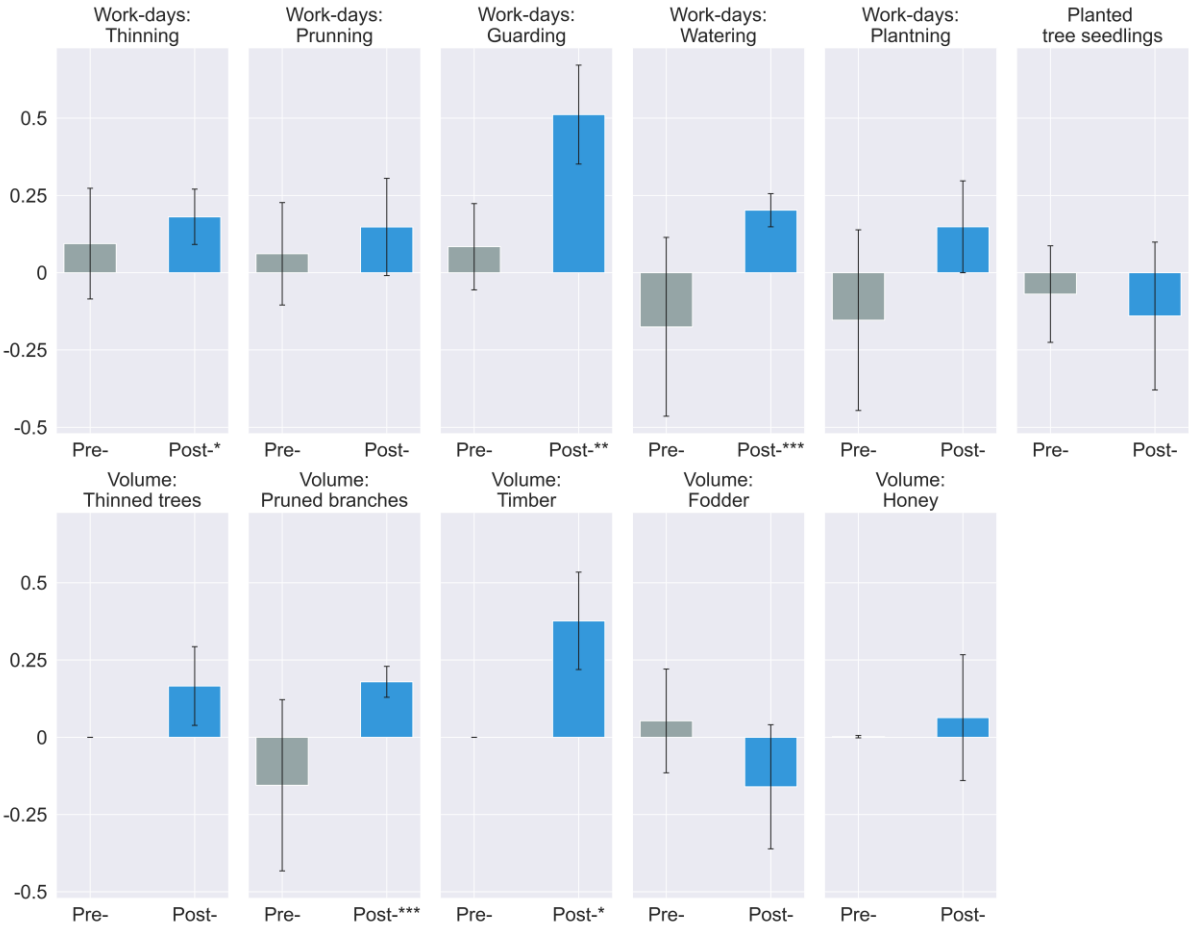 Work-days:
Thinning
Work-days:
Prunning
Work-days:
Guarding
Work-days:
Watering
Work-days:
Plantning
Planted
tree seedlings
0.5
0.25
0
-0.25
-0.5
Pre- Post-*
Pre- Post-
Pre- Post-**
Pre- Post-***
Pre- Post-
Pre- Post-
Volume:
Thinned trees
Volume:
Pruned branches
Volume:
Timber
Volume:
Fodder
Volume:
Honey
0.5
0.25
0
-0.25
-0.5
Pre- Post-
Pre- Post-***
Pre- Post-*
Pre- Post-
Pre- Post-